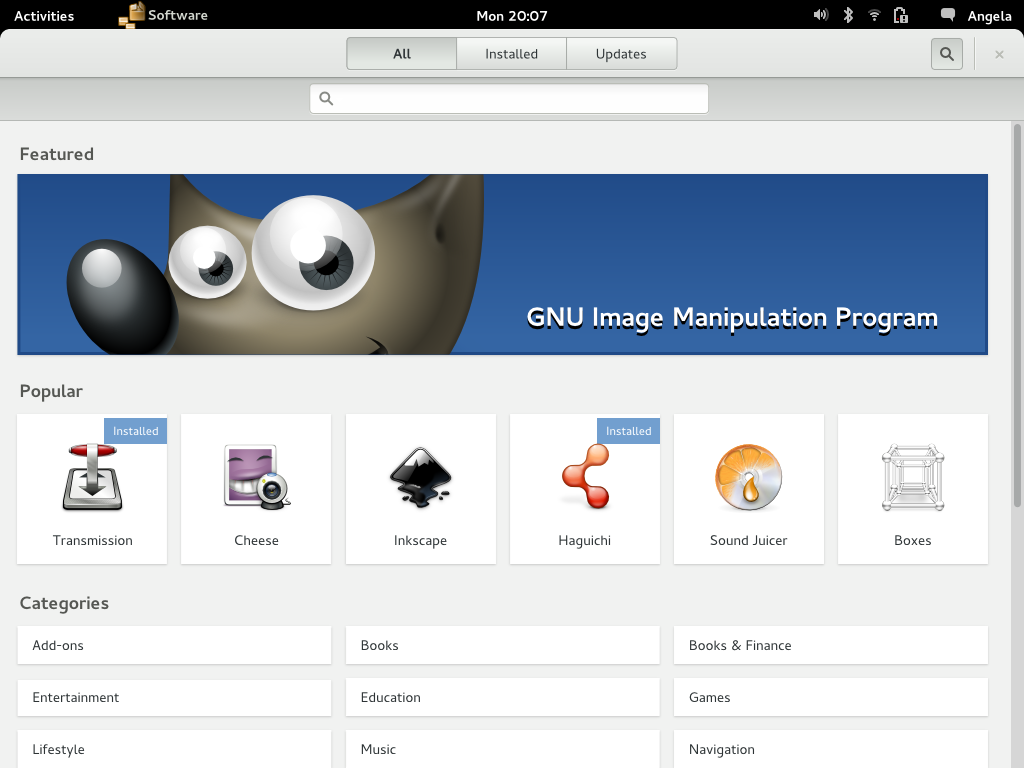 Activities Software Mon 20:07 Angela
All Installed Updates
Featured
GNU Image Manipulation Program
Popular
Installed Installed
Transmission Cheese Inkscape Haguichi Sound Juicer Boxes
Categories
Add-ons Books Books & Finance
Entertainment Education Games
Lifestyle Music Navigation